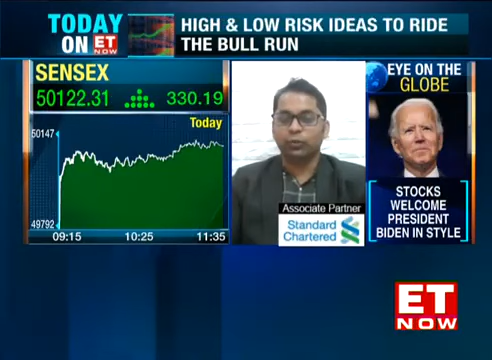 TODAY
ON ET NOW
HIGH & LOW RISK IDEAS TO RIDE
THE BULL RUN
SENSEX
50122.31 330.19
Today
50147
49792
09:15 10:25 11:35
Associate Partner
Standard
Chartered
EYE ON THE
GLOBE
STOCKS
WELCOME
PRESIDENT
BIDEN IN STYLE
ET
NOW